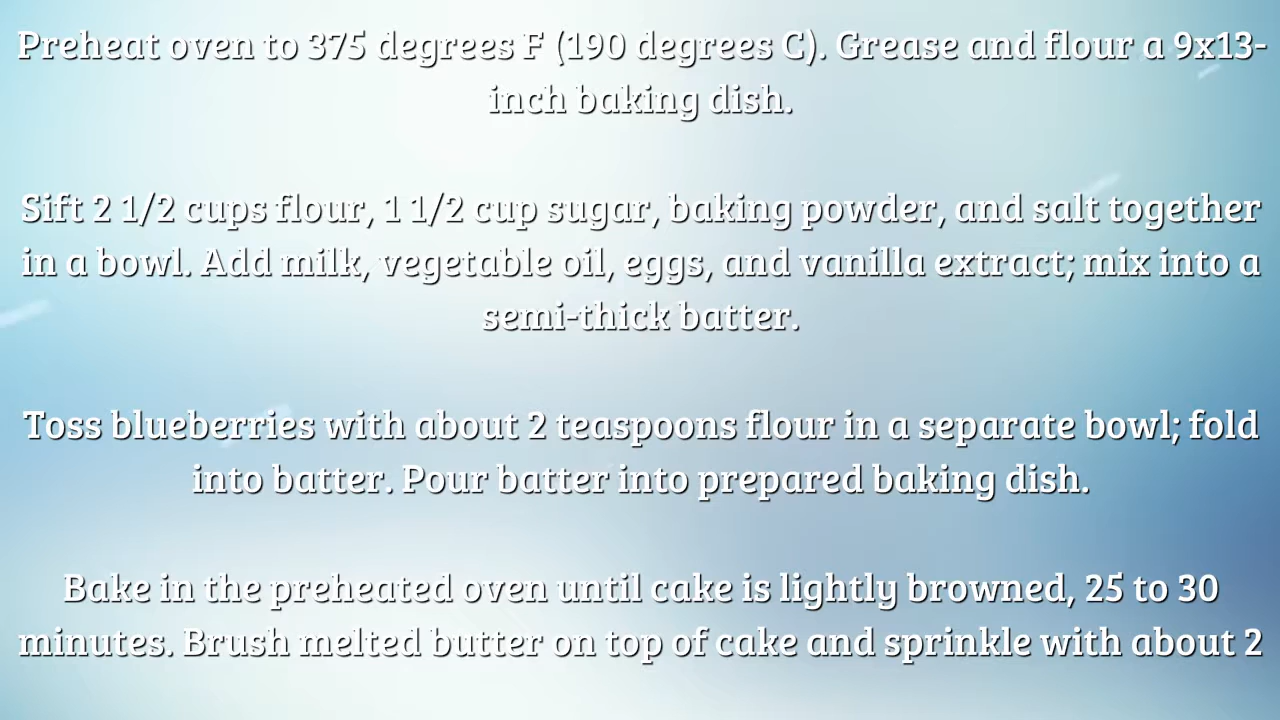 Preheat oven to 375 degrees F (190 degrees C). Grease and flour a 9x13-
inch baking dish.
Sift 2 1/2 cups flour, 1 1/2 cup sugar, baking powder, and salt together
in a bowl. Add milk, vegetable oil, eggs, and vanilla extract; mix into a
semi-thick batter.
Toss blueberries with about 2 teaspoons flour in a separate bowl; fold
into batter. Pour batter into prepared baking dish.
Bake in the preheated oven until cake is lightly browned, 25 to 30
minutes. Brush melted butter on top of cake and sprinkle with about 2